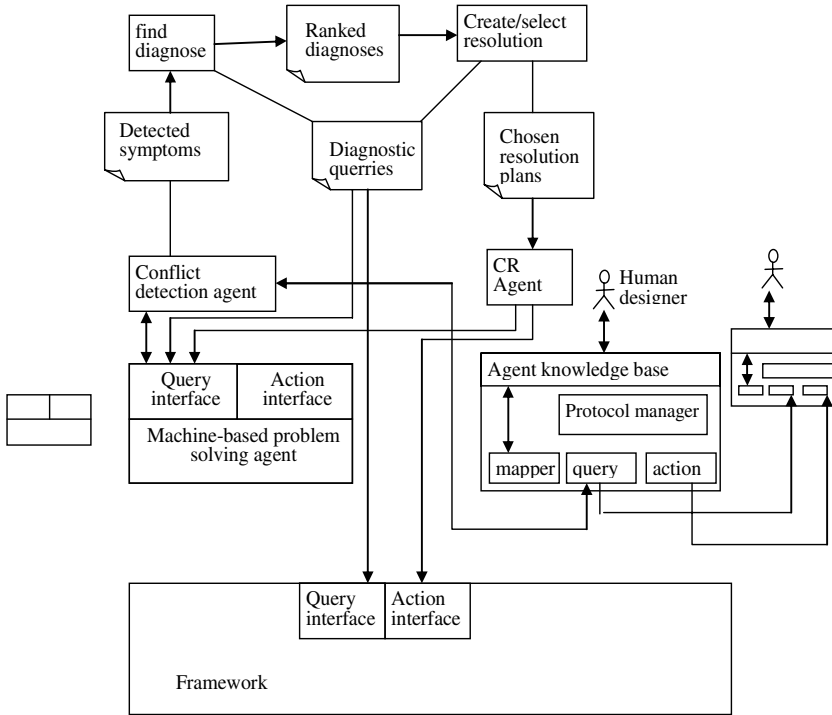 find
diagnose
Ranked
diagnoses
Create/select
resolution
Detected
symptoms
Diagnostic
querries
Chosen
resolution
plans
Conflict
detection agent
CR
Agent
Human
designer
Query
interface
Action
interface
Machine-based problem
solving agent
Agent knowledge base
Protocol manager
mapper
query
action
Query
interface
Action
interface
Framework